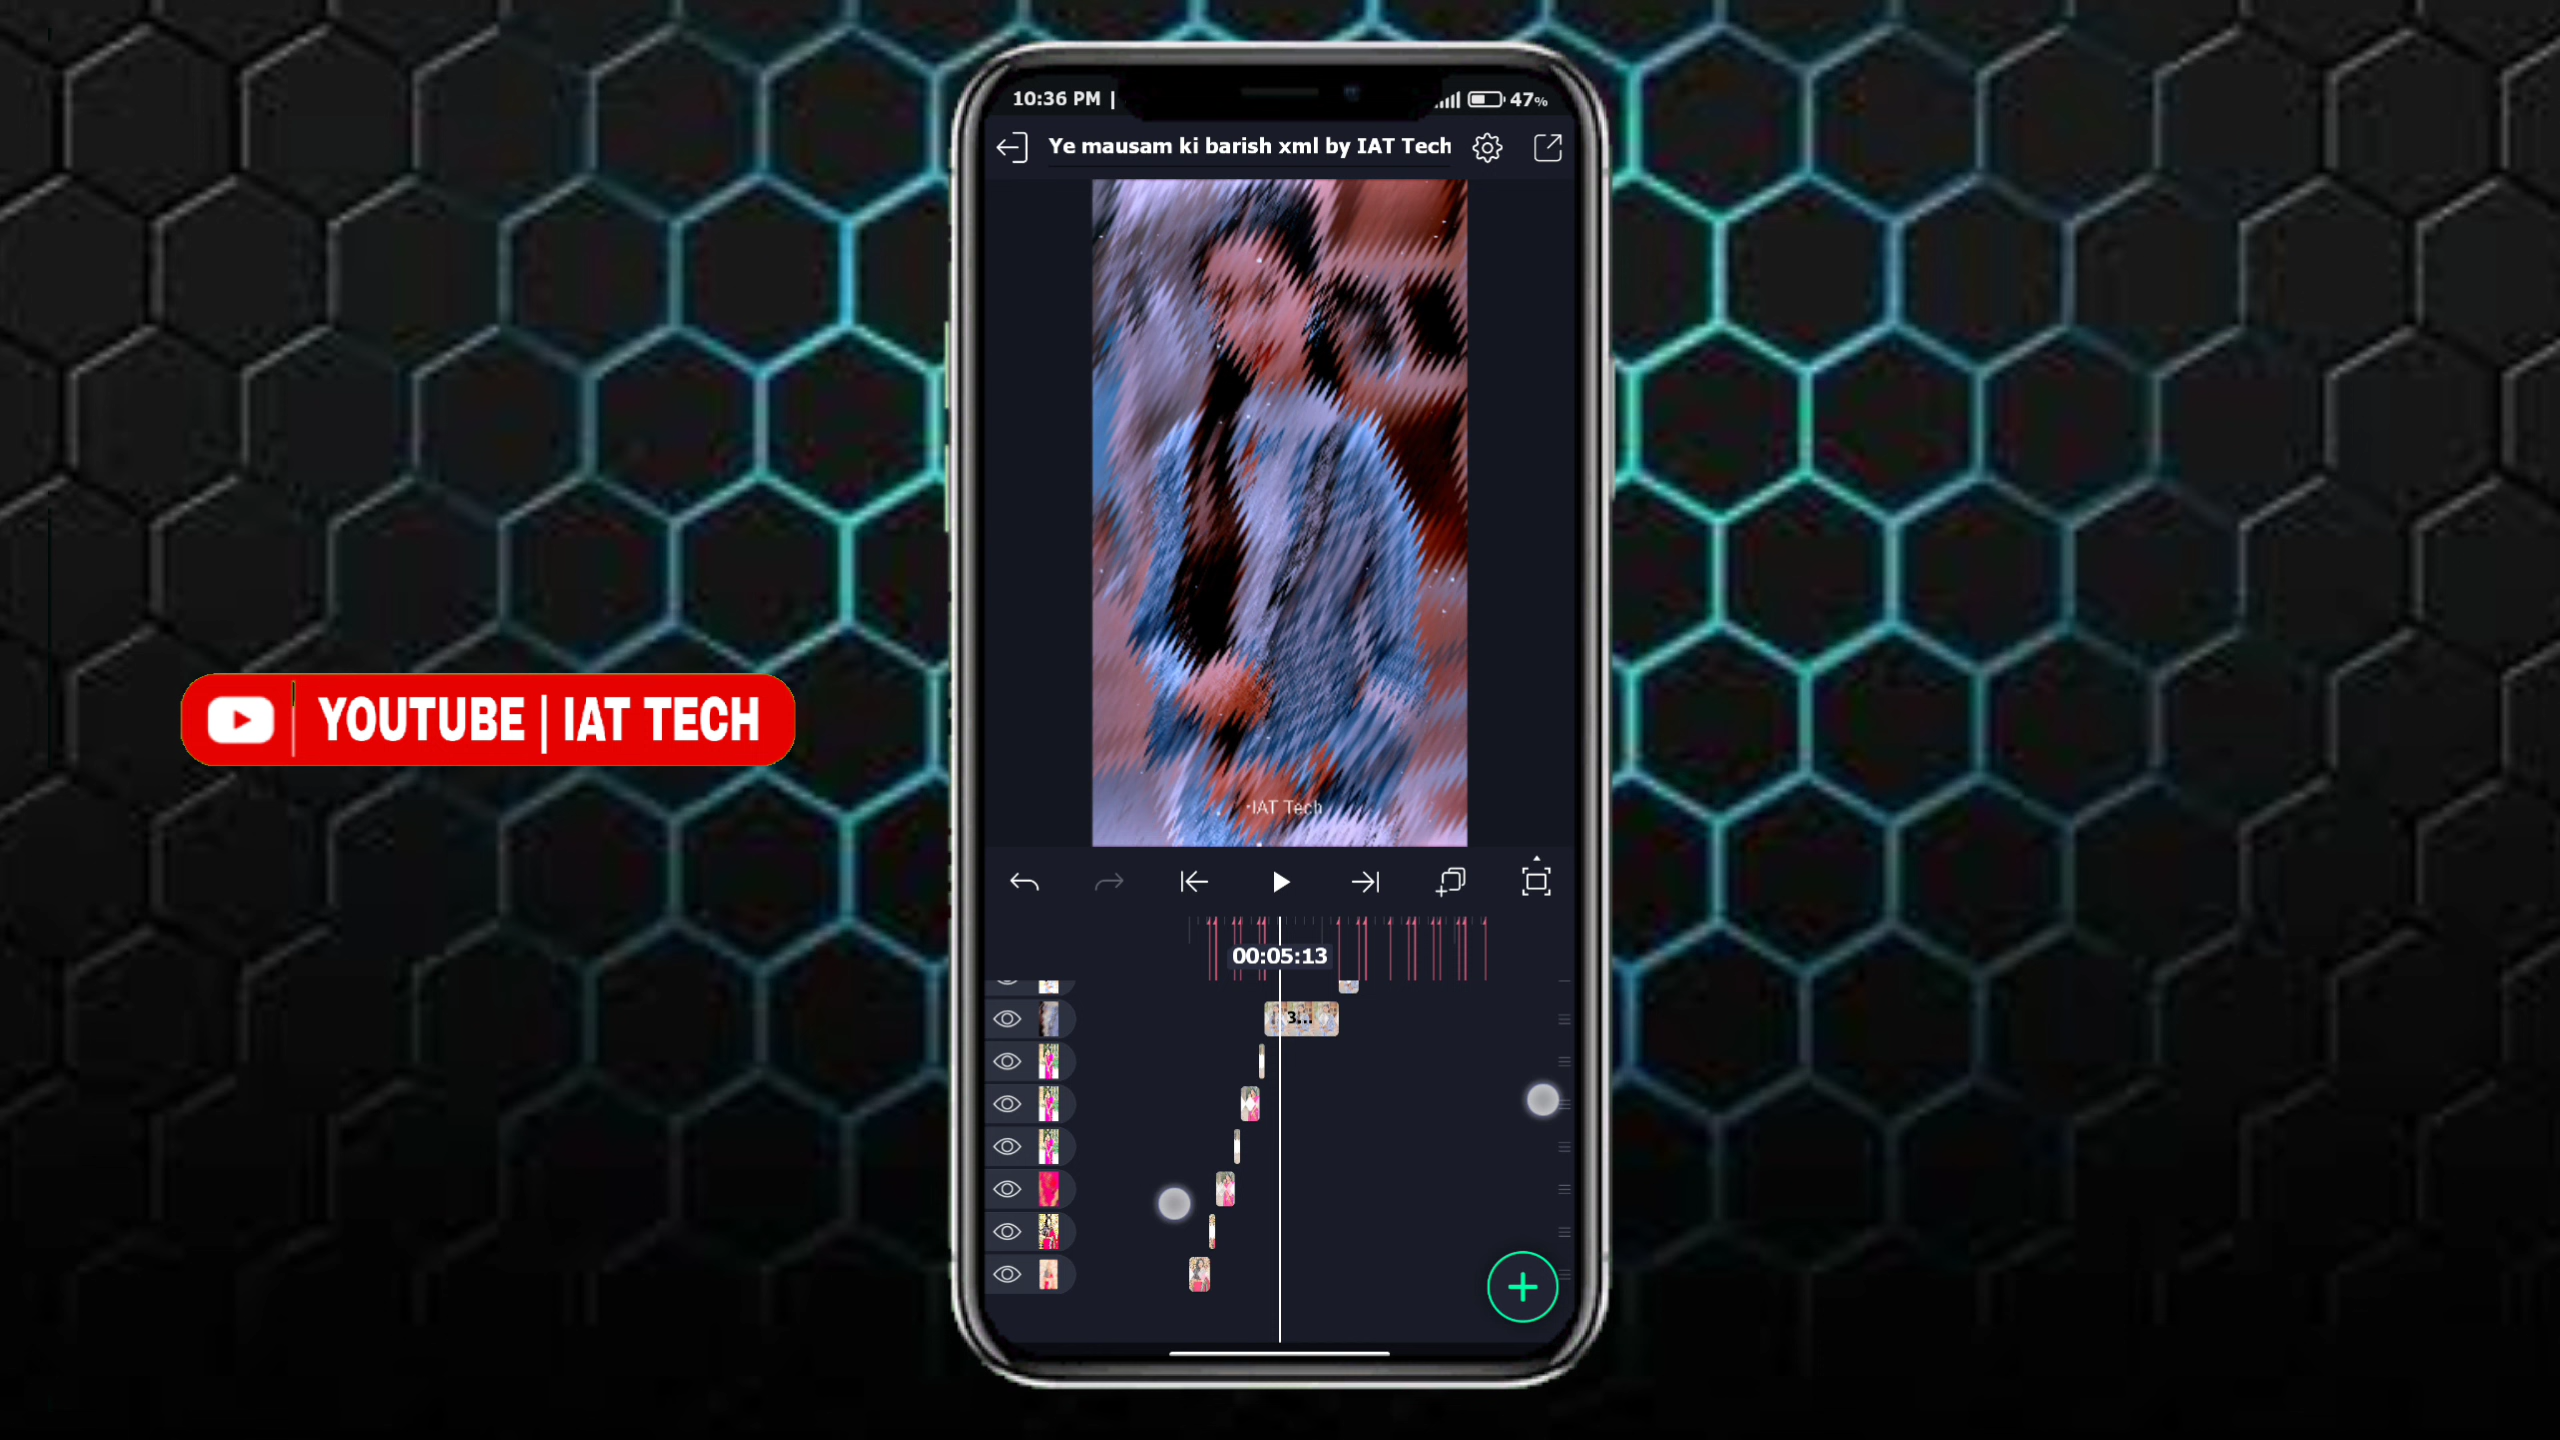 10:36 PM |
47%
Ye mausam ki barish xml by IAT Tech
YOUTUBE | IAT TECH
IAT Tech
00:05:13
3...